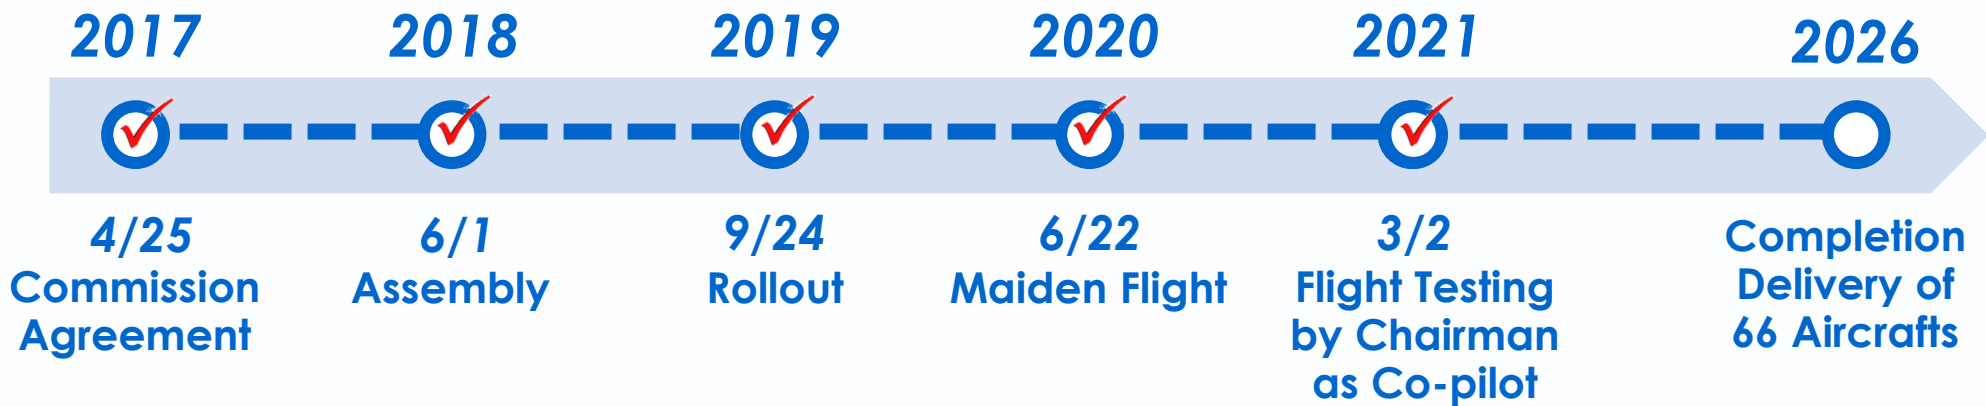 2017
2018
2019
2020
2021
2026
4/25
Commission
Agreement
6/1
Assembly
9/24
Rollout
6/22
Maiden Flight
3/2
Flight Testing
by Chairman
as Co-pilot
Completion
Delivery of
66 Aircrafts